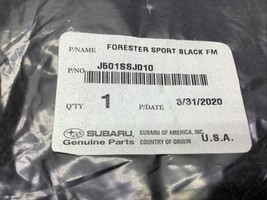 P/NAME FORESTER SPORT BLACK FM
P/NO. J501SSJ010
Q'TY 1 P/DATE 3/31/2020
SUBARU SUBARU OF AMERICA, INC.
Genuine Parts COUNTRY OF ORIGIN U.S.A.